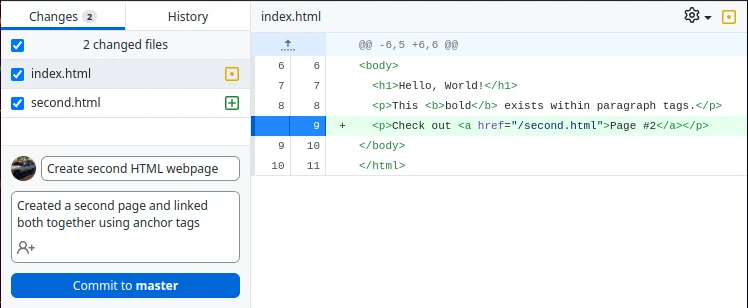 Changes 2
History
2 changed files
index.html
second.html
Create second HTML webpage
Created a second page and linked
both together using anchor tags
Commit to master
index.html
@@ -6,5 +6,6 @@
6 6 <body>
7 7 <h1>Hello, World!</h1>
8 8 <p>This <b>bold</b> exists within paragraph tags.</p>
9 + <p>Check out <a href="/second.html">Page #2</a></p>
9 10 </body>
10 11 </html>